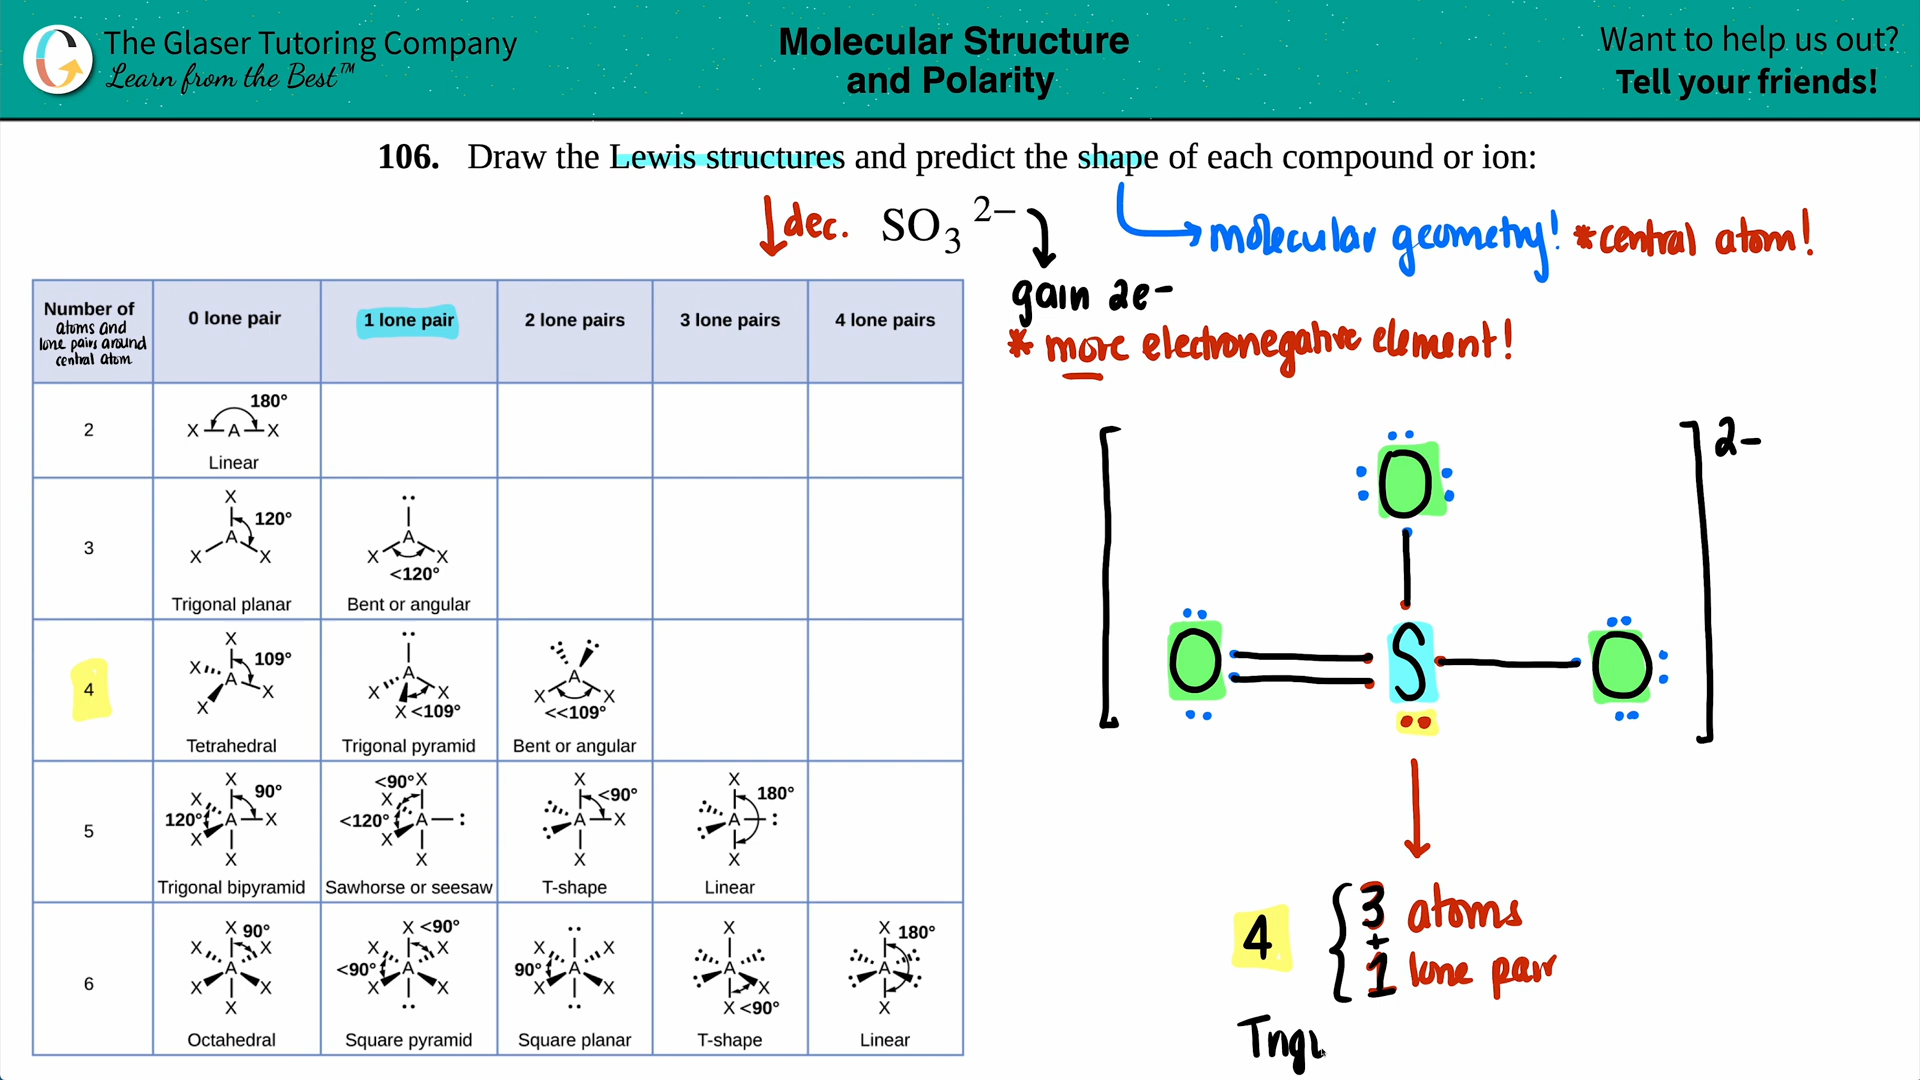 The Glaser Tutoring Company
Learn from the Best™
Molecular Structure
and Polarity
Want to help us out?
Tell your friends!
106. Draw the Lewis structures and predict the shape of each compound or ion:
↓dec. SO₃²⁻
→ molecular geometry! *central atom!
gain 2e-
* more electronegative element!
Number of
atoms and
lone pairs around
central atom
0 lone pair
1 lone pair
2 lone pairs
3 lone pairs
4 lone pairs
2
180°
X A X
Linear
3
X
120°
A
X X
Trigonal planar
A
X X
<120°
Bent or angular
4
X
109°
X A X
X
Tetrahedral
A
X X
X <109°
Trigonal pyramid
A
X X
<<109°
Bent or angular
5
X
X 90°
120° A X
X
X
Trigonal bipyramid
<90° X
X
<120° A :
X
X
Sawhorse or seesaw
X
<90°
A X
X
T-shape
X
180°
A :
X
Linear
6
X 90°
X X
A
X X
X
Octahedral
X <90°
X X
<90° A
X X
Square pyramid
X X
90° A
X X
Square planar
X
A
X
X <90°
T-shape
X 180°
A
X
Linear
2-
O
O S O
4
3 atoms
+
1 lone pair